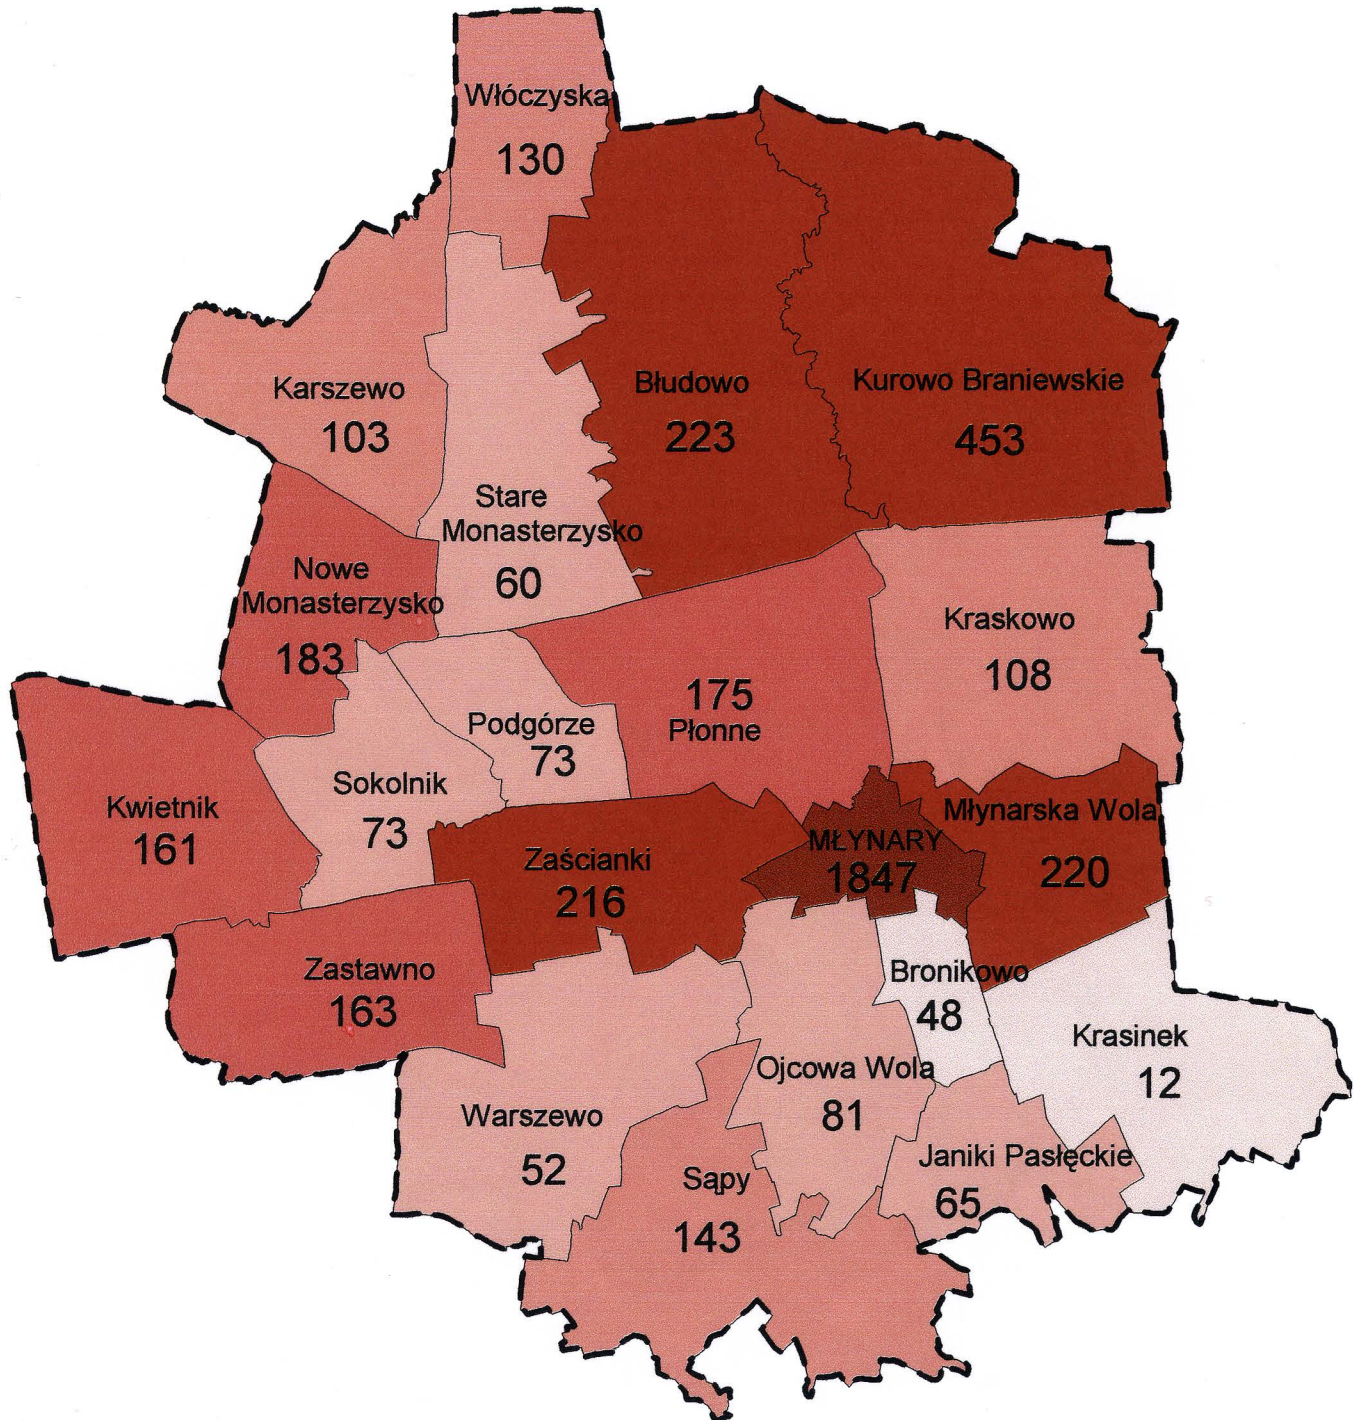 Włóczyska
130
Karszewo
103
Błudowo
223
Kurowo Braniewskie
453
Stare
Monasterzysko
60
Nowe
Monasterzysko
183
Kraskowo
108
175
Płonne
Podgórze
73
Sokolnik
73
Kwietnik
161
Zaścianki
216
MŁYNARY
1847
Młynarska Wola
220
Zastawno
163
Bronikowo
48
Krasinek
12
Ojcowa Wola
81
Warszewo
52
Janiki Pasłęckie
65
Sąpy
143